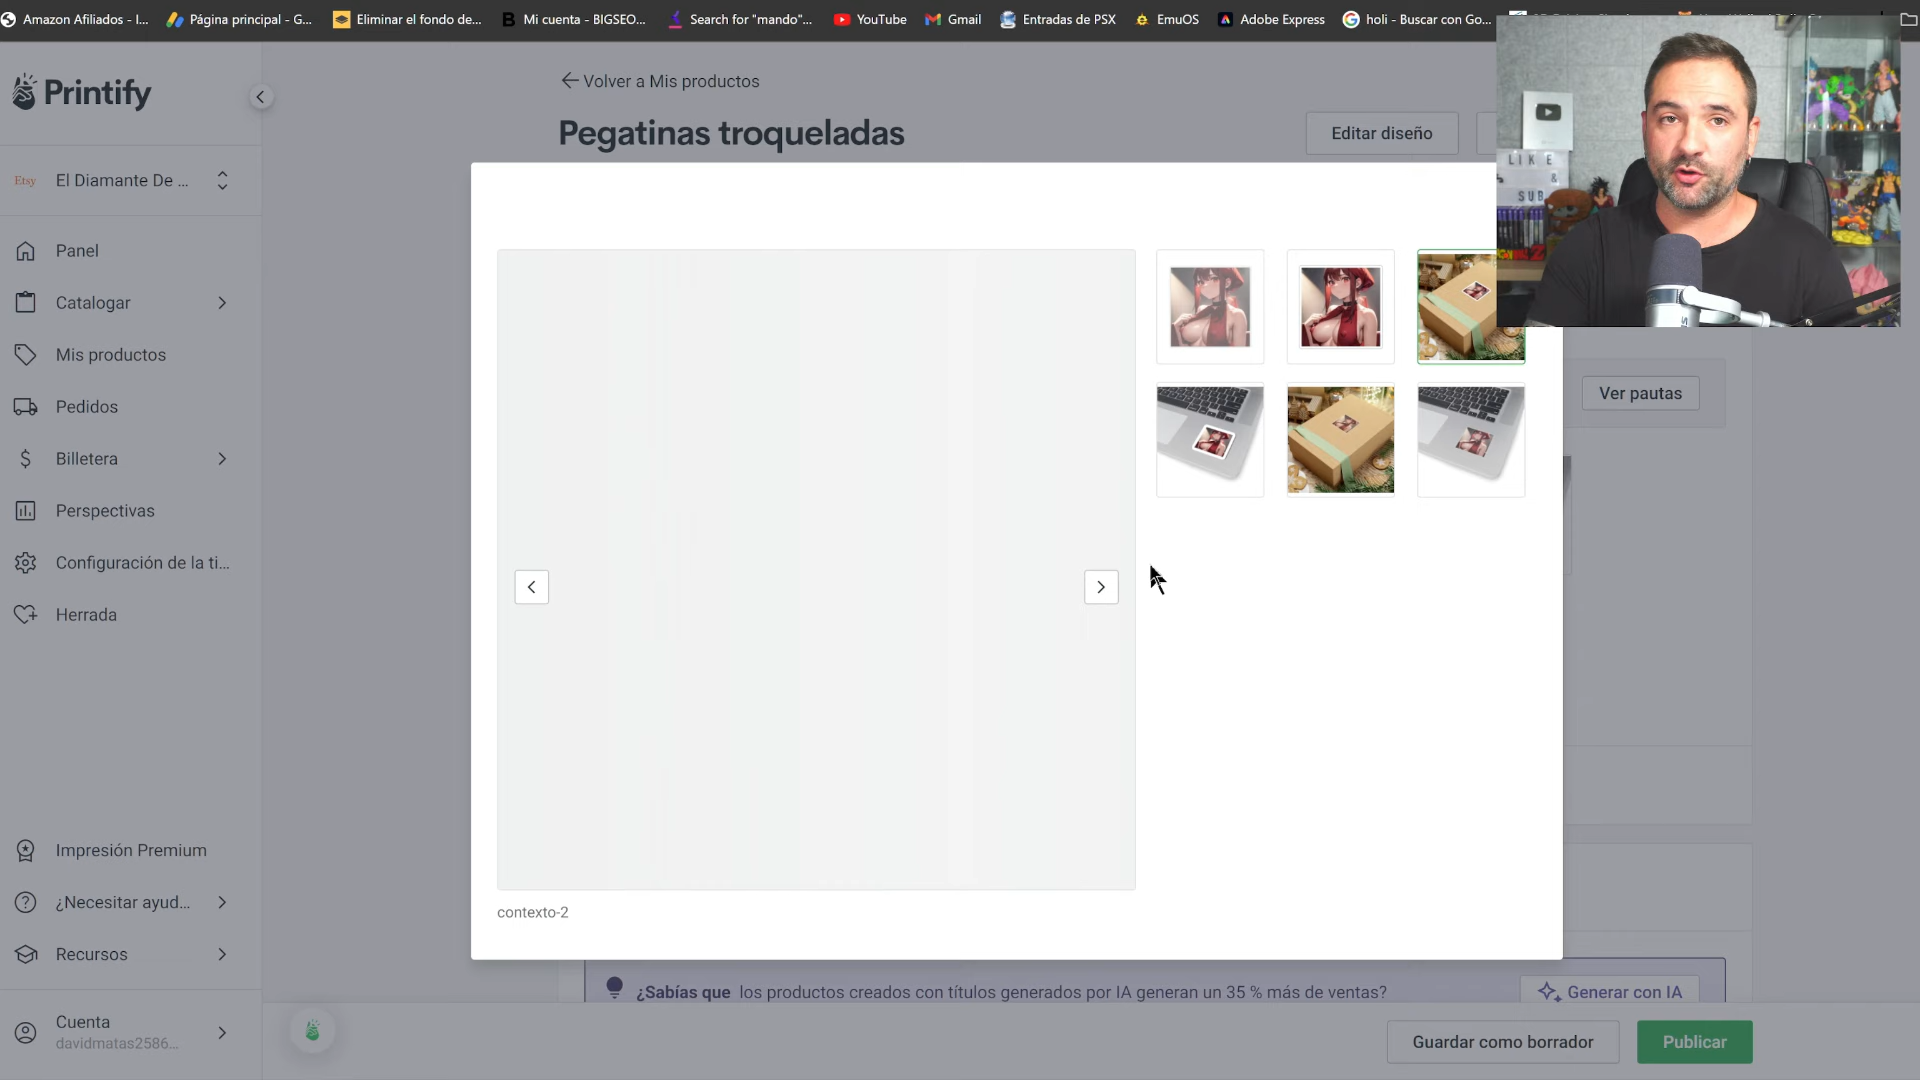 Amazon Afiliados - I...
Página principal - G...
Eliminar el fondo de...
Mi cuenta - BIGSEO...
Search for "mando"...
YouTube
Gmail
Entradas de PSX
EmuOS
Adobe Express
holi - Buscar con Go...
Printify
Volver a Mis productos
Pegatinas troqueladas
Editar diseño
Etsy
El Diamante De ...
Panel
Catalogar
Mis productos
Pedidos
Billetera
Perspectivas
Configuración de la ti...
Herrada
LIKE
&
SUB
Ver pautas
contexto-2
Impresión Premium
¿Necesitar ayud...
Recursos
¿Sabías que los productos creados con títulos generados por IA generan un 35 % más de ventas?
Generar con IA
Cuenta
davidmatas2586...
Guardar como borrador
Publicar